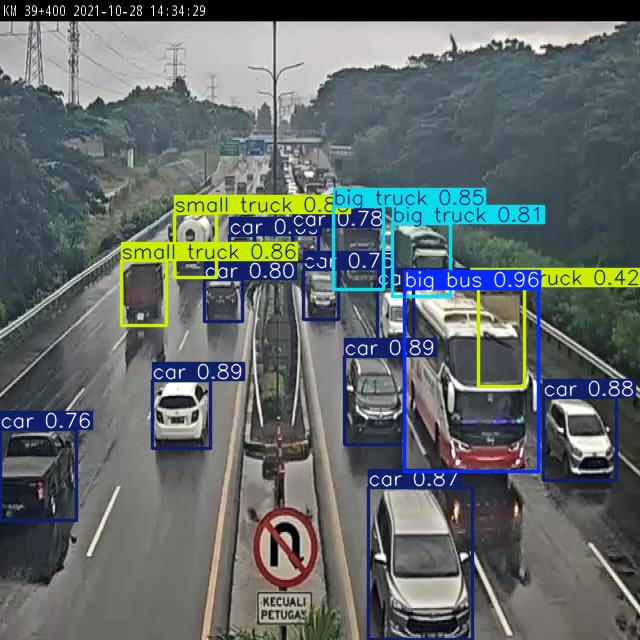 KM 39+400 2021-10-28 14:34:29
big truck 0.85
small truck 0.8
big truck 0.81
car 0.78
car 0.
small truck 0.86
car 0.7
car 0.80
big bus 0.96
ruck 0.42
car 0.89
car 0.89
car 0.88
car 0.76
car 0.87
KECUALI
PETUGAS